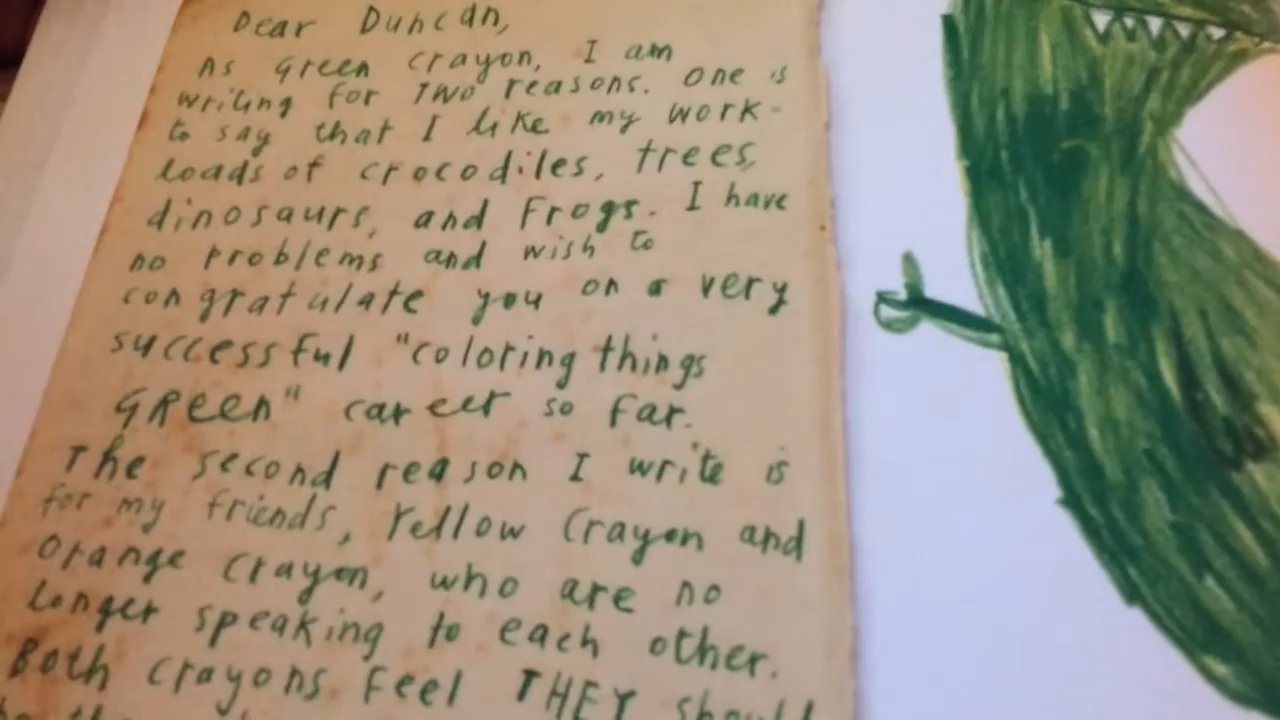 Dear Duncan,
As Green crayon, I am
writing for TWO reasons. One is
to say that I like my work-
loads of crocodiles, trees,
dinosaurs, and Frogs. I have
no problems and wish to
congratulate you on a very
successful "coloring things
GReen" career so far.
The second reason I write is
for my friends, Yellow Crayon and
Orange Crayon, who are no
longer speaking to each other.
Both crayons Feel THEY should